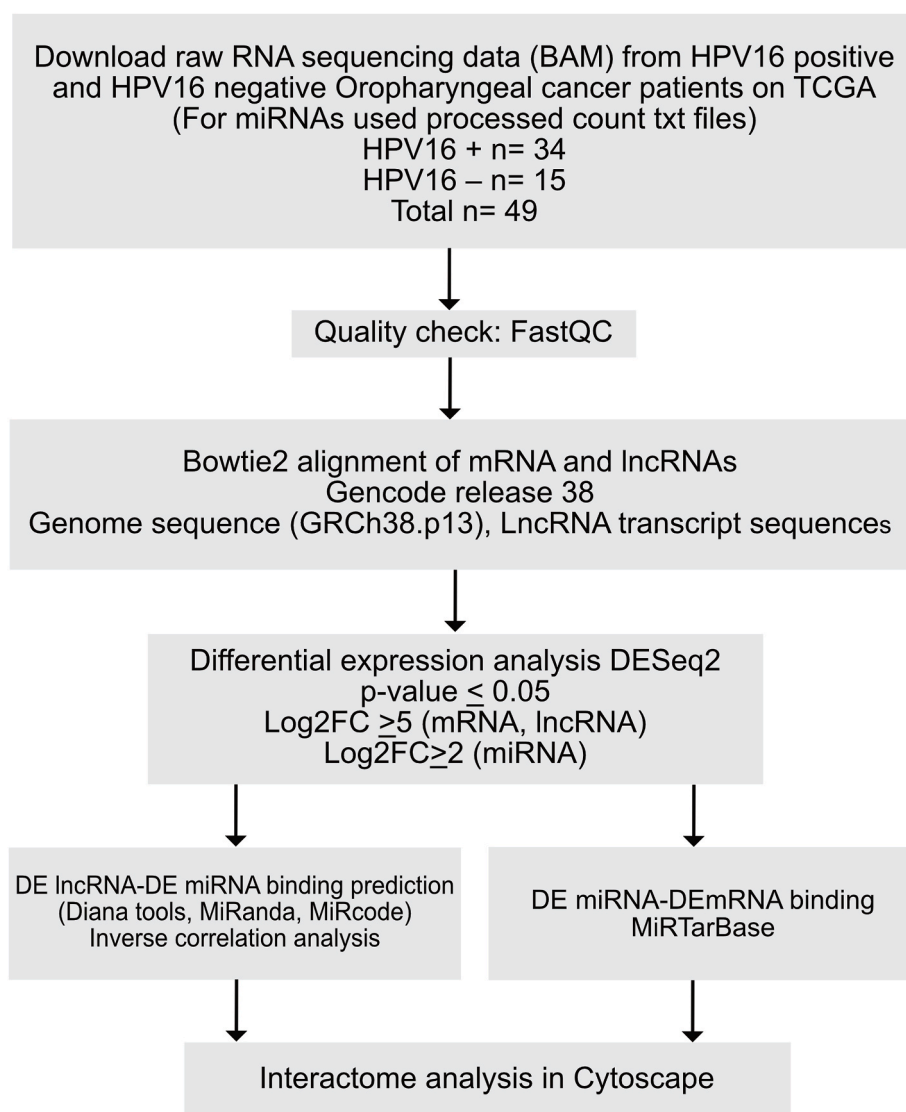 Download raw RNA sequencing data (BAM) from HPV16 positive
and HPV16 negative Oropharyngeal cancer patients on TCGA
(For miRNAs used processed count txt files)
HPV16 + n= 34
HPV16 – n= 15
Total n= 49
Quality check: FastQC
Bowtie2 alignment of mRNA and lncRNAs
Gencode release 38
Genome sequence (GRCh38.p13), LncRNA transcript sequences
Differential expression analysis DESeq2
p-value ≤ 0.05
Log2FC ≥5 (mRNA, lncRNA)
Log2FC≥2 (miRNA)
DE lncRNA-DE miRNA binding prediction
(Diana tools, MiRanda, MiRcode)
Inverse correlation analysis
DE miRNA-DEmRNA binding
MiRTarBase
Interactome analysis in Cytoscape